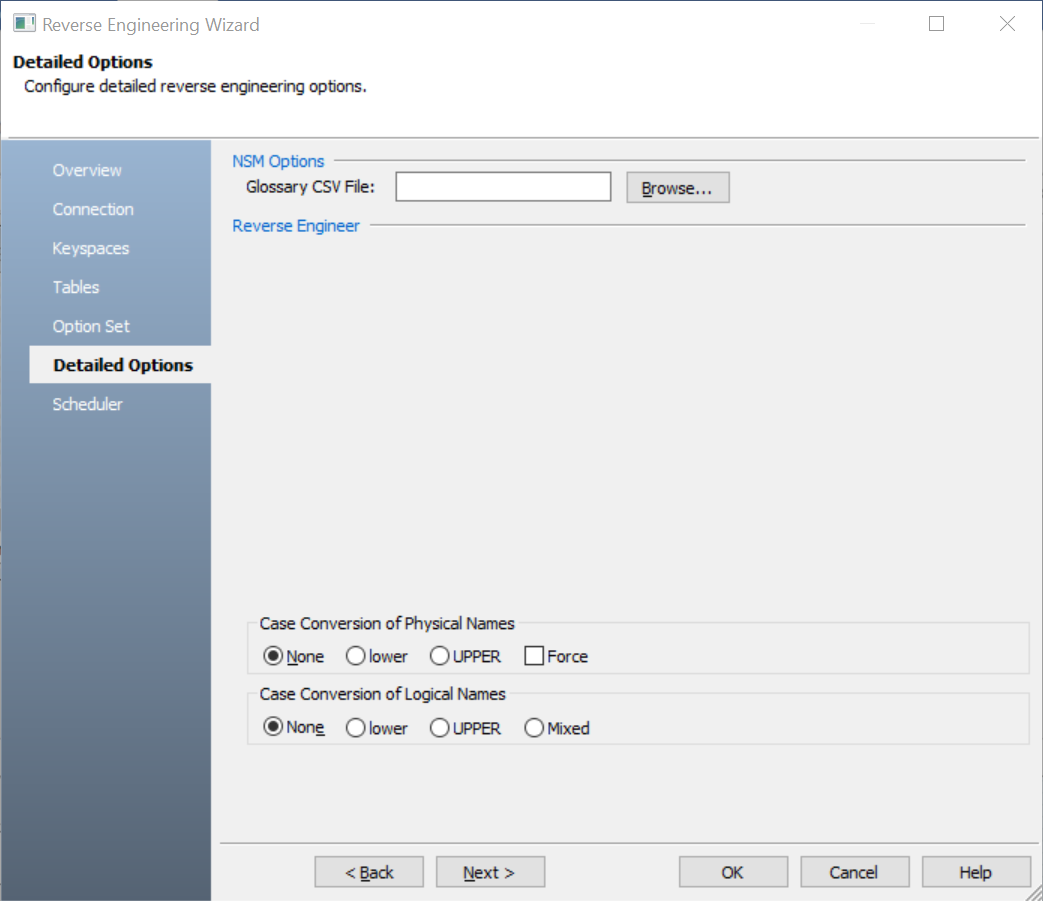 Reverse Engineering Wizard
Detailed Options
Configure detailed reverse engineering options.
Overview
Connection
Keyspaces
Tables
Option Set
Detailed Options
Scheduler
NSM Options
Glossary CSV File: Browse...
Reverse Engineer
Case Conversion of Physical Names
None lower UPPER Force
Case Conversion of Logical Names
None lower UPPER Mixed
< Back Next > OK Cancel Help